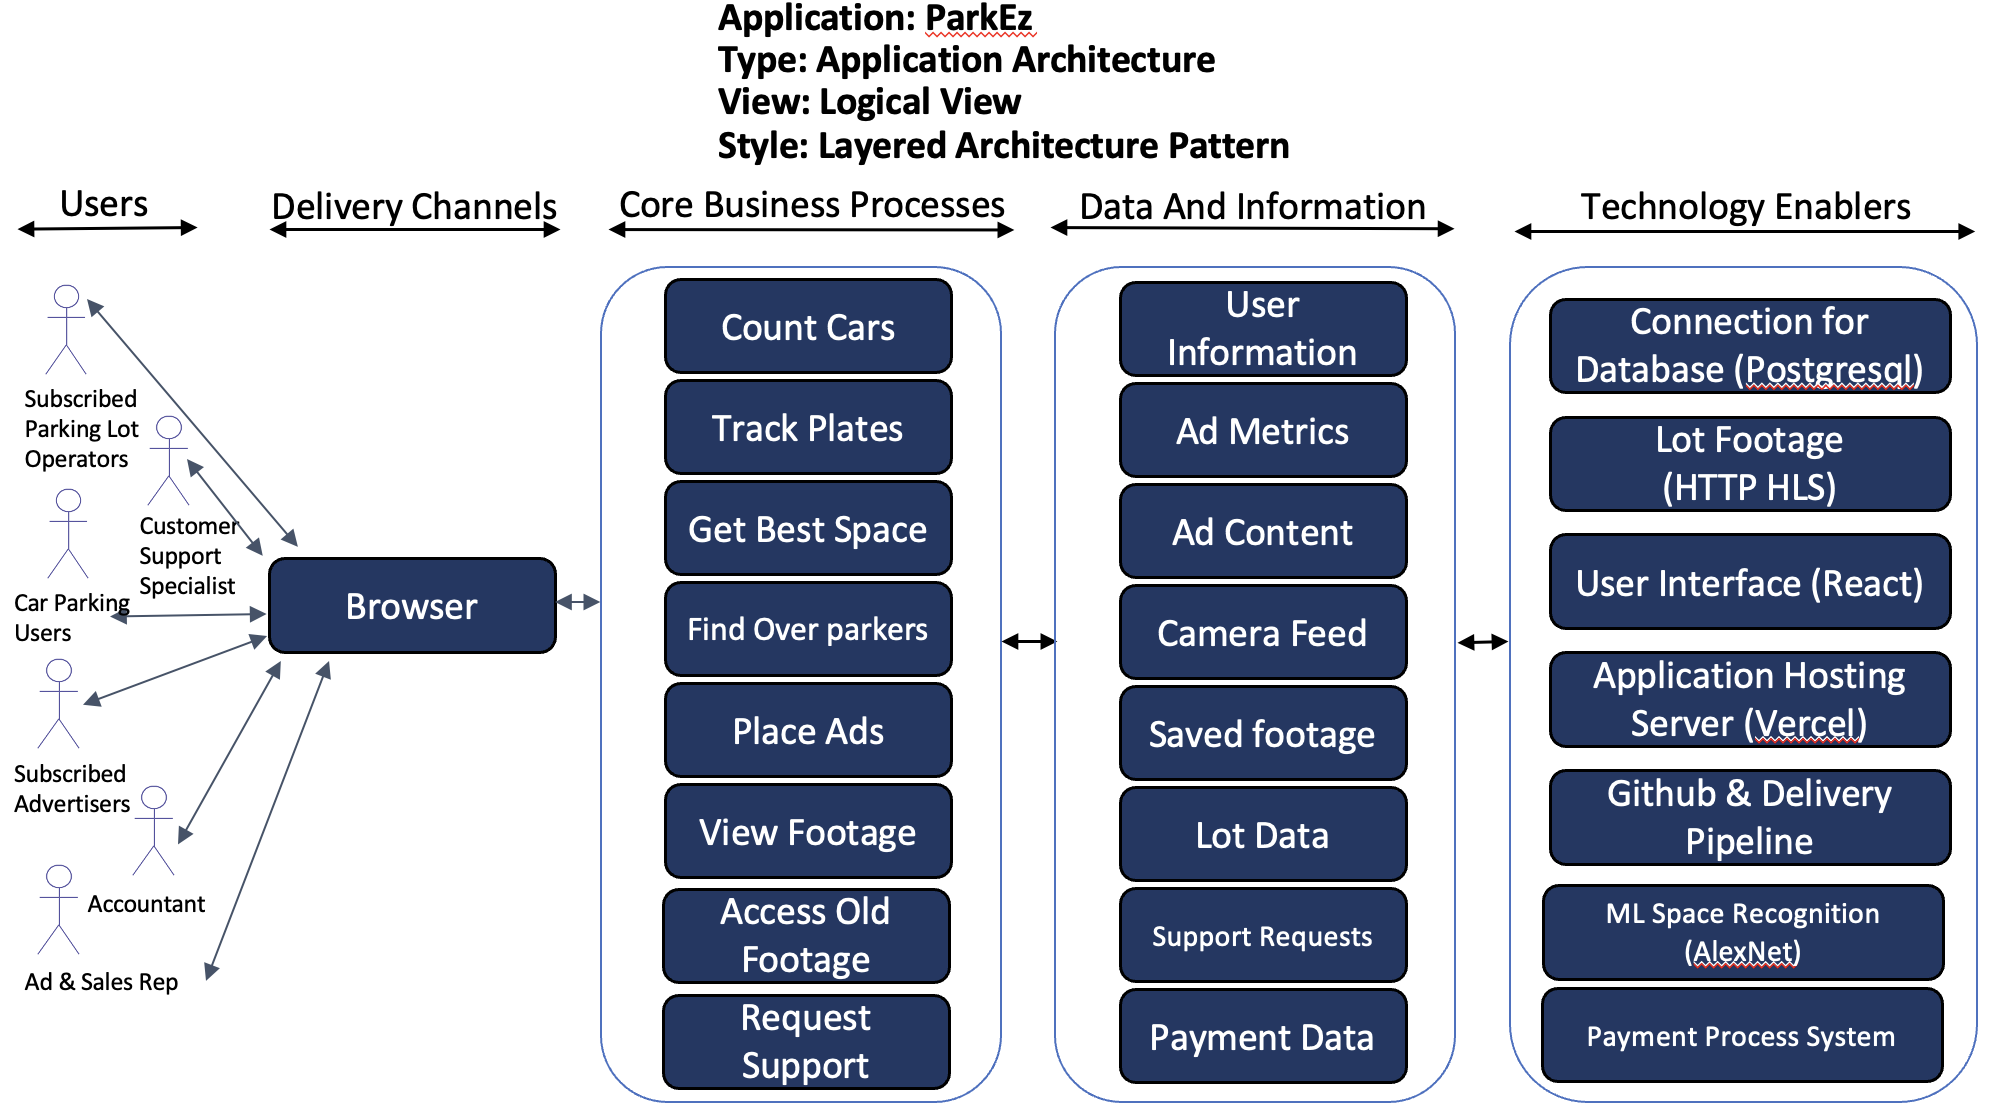 Application: ParkEz
Type: Application Architecture
View: Logical View
Style: Layered Architecture Pattern
Users
Delivery Channels
Core Business Processes
Data And Information
Technology Enablers
Subscribed
Parking Lot
Operators
Customer
Support
Specialist
Car Parking
Users
Subscribed
Advertisers
Accountant
Ad & Sales Rep
Browser
Count Cars
Track Plates
Get Best Space
Find Over parkers
Place Ads
View Footage
Access Old
Footage
Request
Support
User
Information
Ad Metrics
Ad Content
Camera Feed
Saved footage
Lot Data
Support Requests
Payment Data
Connection for
Database (Postgresql)
Lot Footage
(HTTP HLS)
User Interface (React)
Application Hosting
Server (Vercel)
Github & Delivery
Pipeline
ML Space Recognition
(AlexNet)
Payment Process System